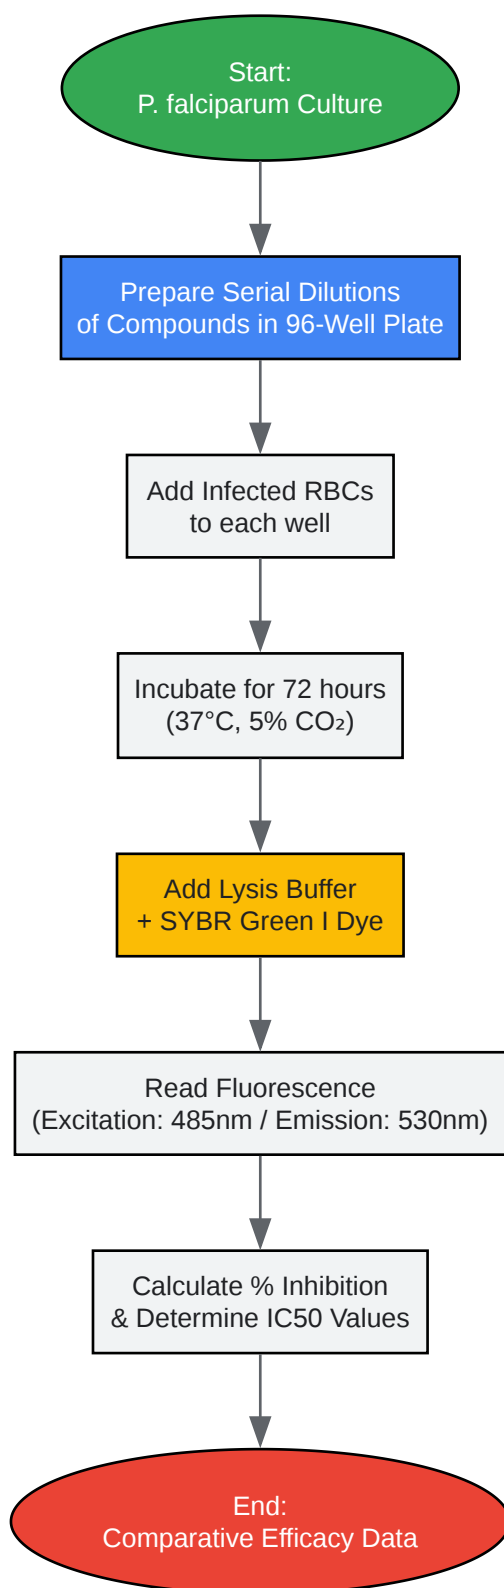 Start:
P. falciparum Culture
Prepare Serial Dilutions
of Compounds in 96-Well Plate
Add Infected RBCs
to each well
Incubate for 72 hours
(37°C, 5% CO₂)
Add Lysis Buffer
+ SYBR Green I Dye
Read Fluorescence
(Excitation: 485nm / Emission: 530nm)
Calculate % Inhibition
& Determine IC50 Values
End:
Comparative Efficacy Data